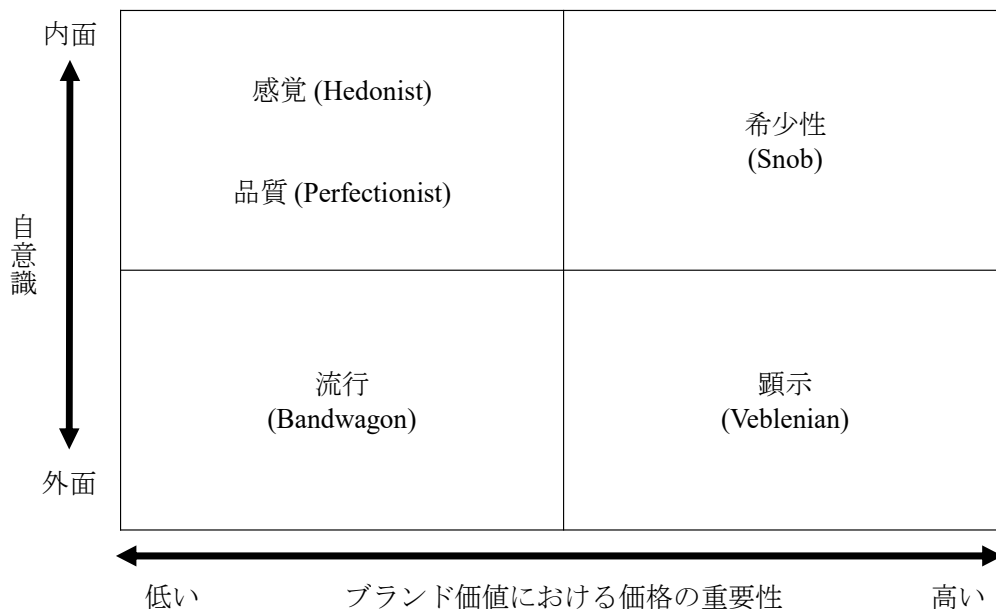 内面
感覚 (Hedonist)
希少性
(Snob)
品質 (Perfectionist)
自意識
流行
(Bandwagon)
顕示
(Veblenian)
外面
低い
ブランド価値における価格の重要性
高い